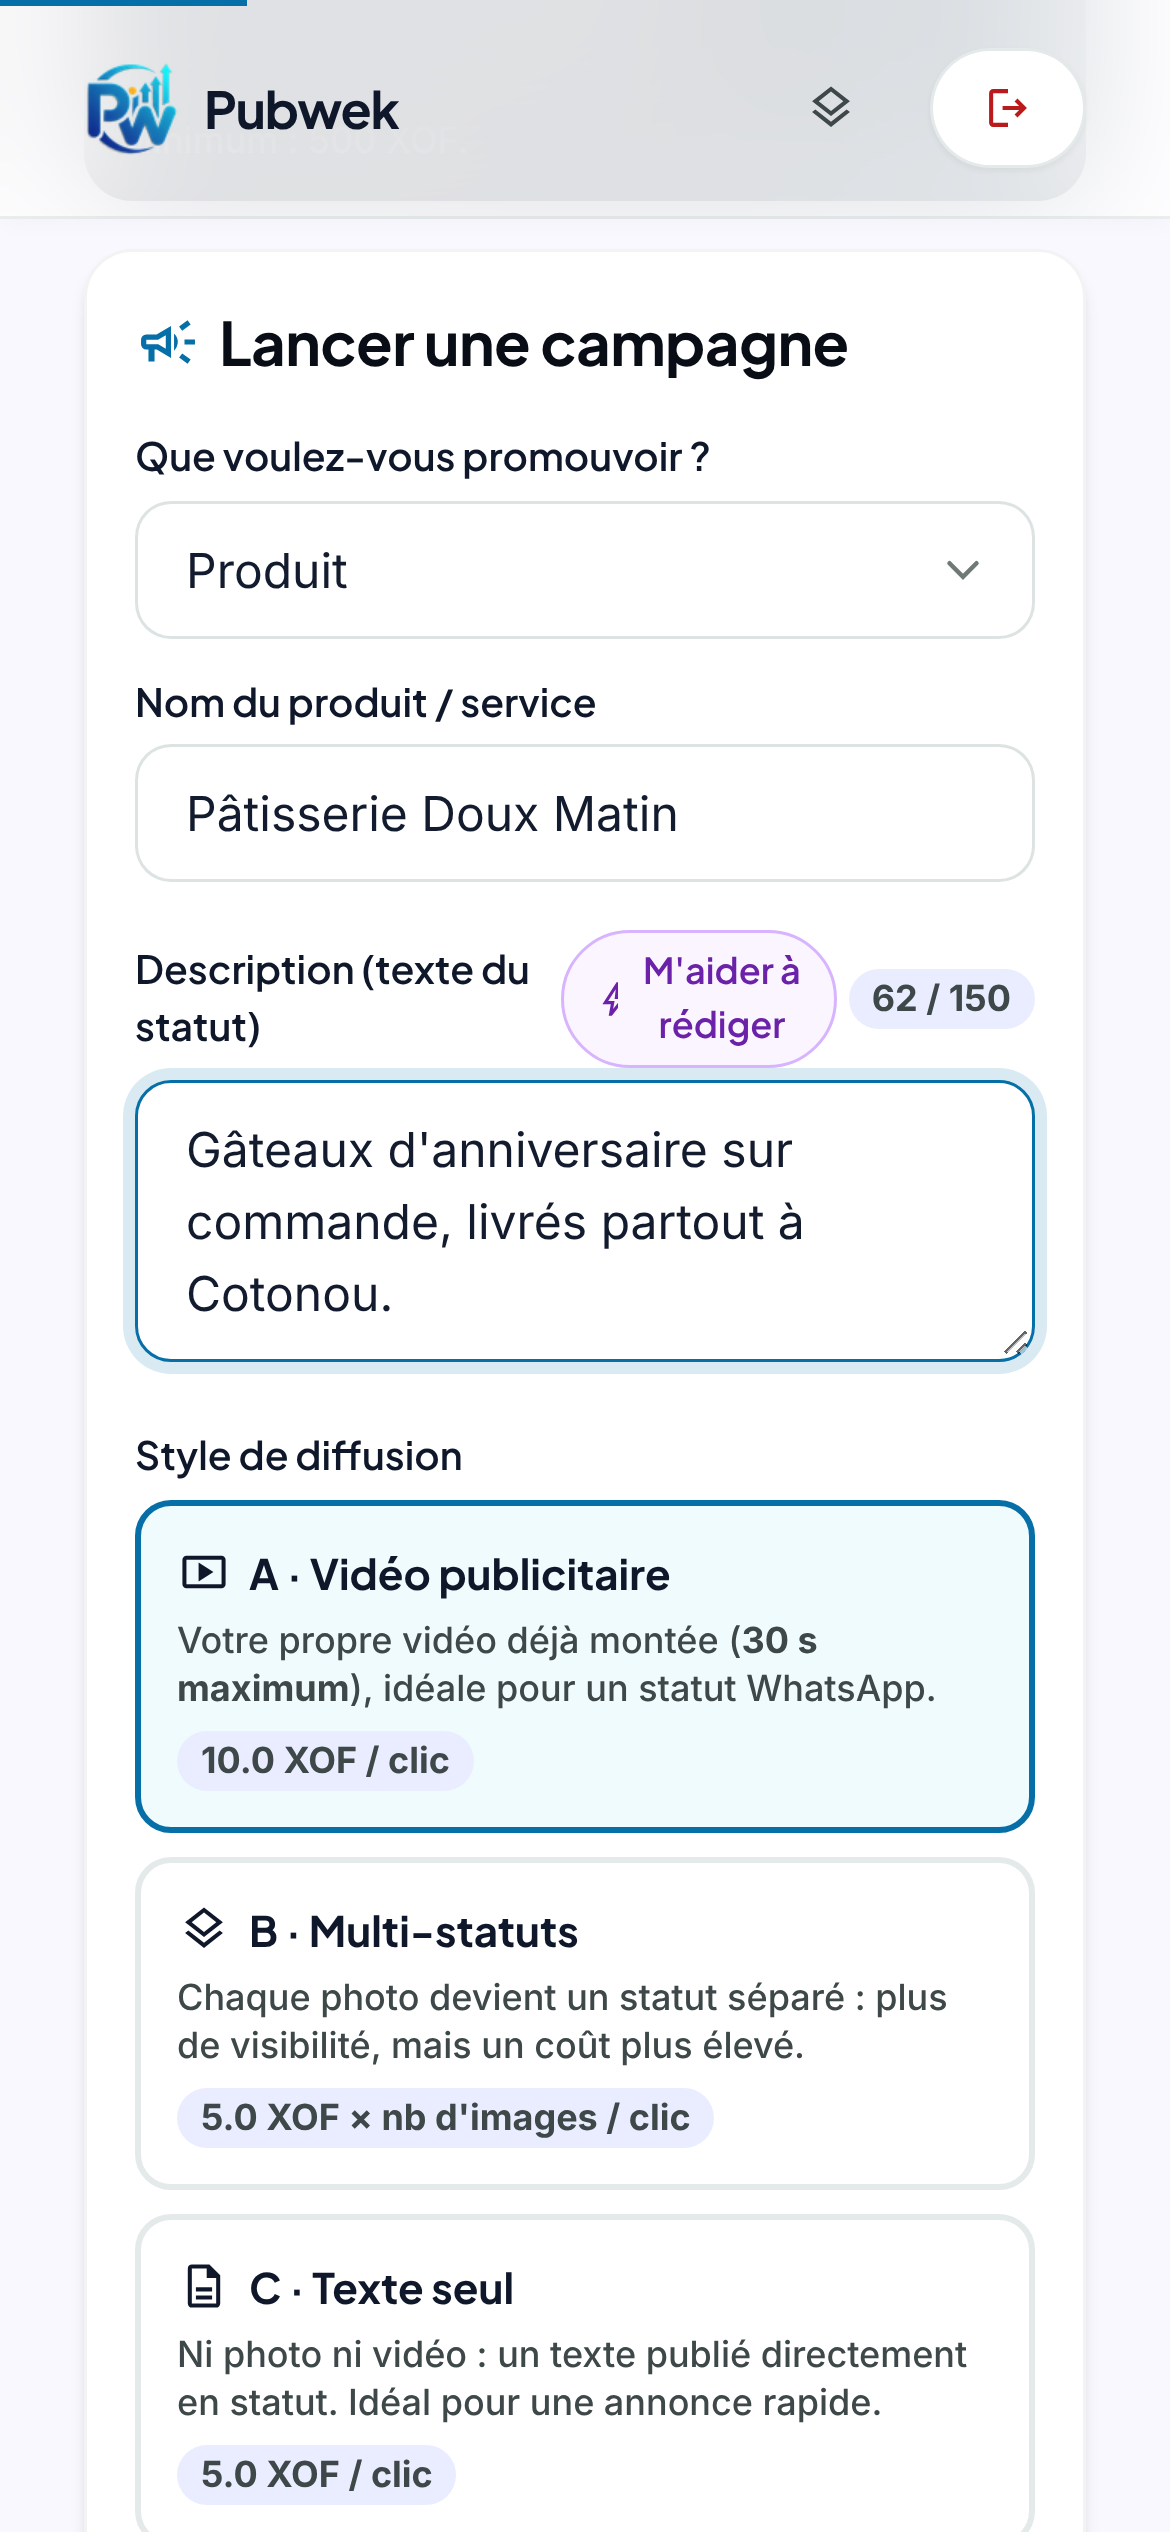 Pubwek
nimum : 500 XOF.
Lancer une campagne
Que voulez-vous promouvoir ?
Produit
Nom du produit / service
Pâtisserie Doux Matin
Description (texte du
statut)
M'aider à
rédiger
62 / 150
Gâteaux d'anniversaire sur
commande, livrés partout à
Cotonou.
Style de diffusion
A · Vidéo publicitaire
Votre propre vidéo déjà montée (30 s
maximum), idéale pour un statut WhatsApp.
10.0 XOF / clic
B · Multi-statuts
Chaque photo devient un statut séparé : plus
de visibilité, mais un coût plus élevé.
5.0 XOF × nb d'images / clic
C · Texte seul
Ni photo ni vidéo : un texte publié directement
en statut. Idéal pour une annonce rapide.
5.0 XOF / clic